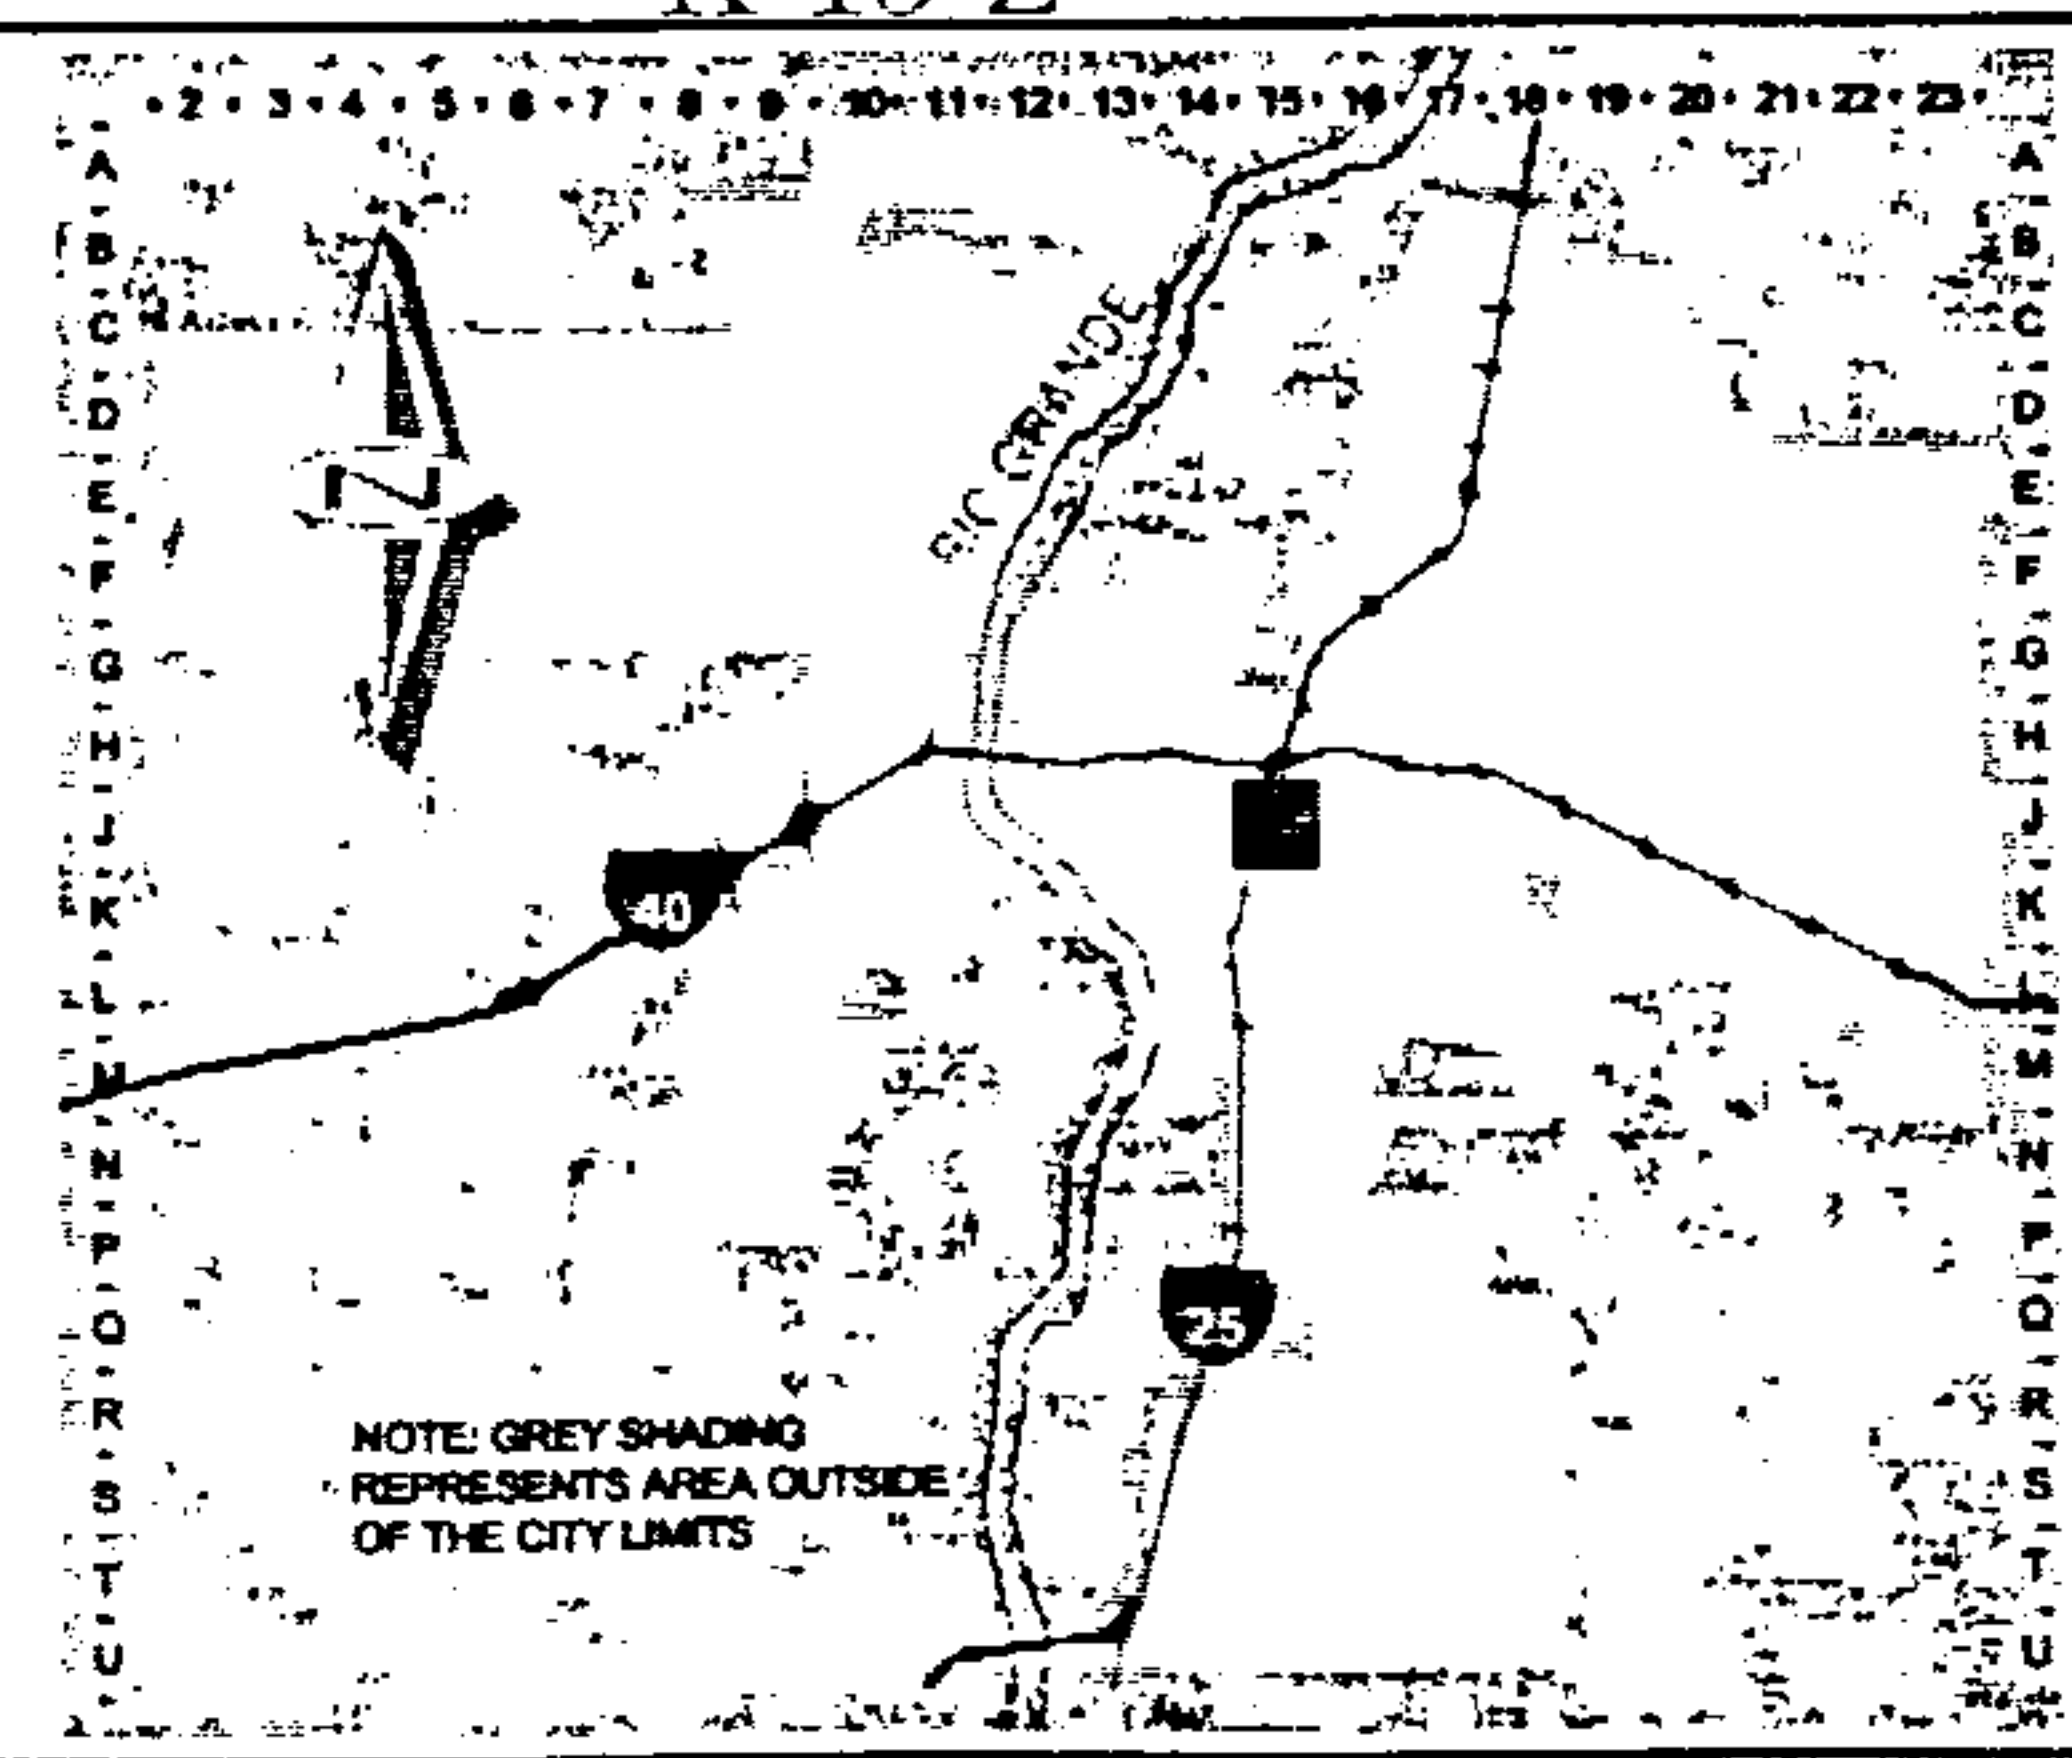 2 3 4 5 6 7 8 9 10 11 12 13 14 15 16 17 18 19 20 21 22 23
A A
B B
C C
D D
E E
F F
G G
H H
J J
K K
L L
M M
N N
P P
Q Q
R R
S S
T T
U U
RIO GRANDE
N
40
25
NOTE: GREY SHADING
REPRESENTS AREA OUTSIDE
OF THE CITY LIMITS